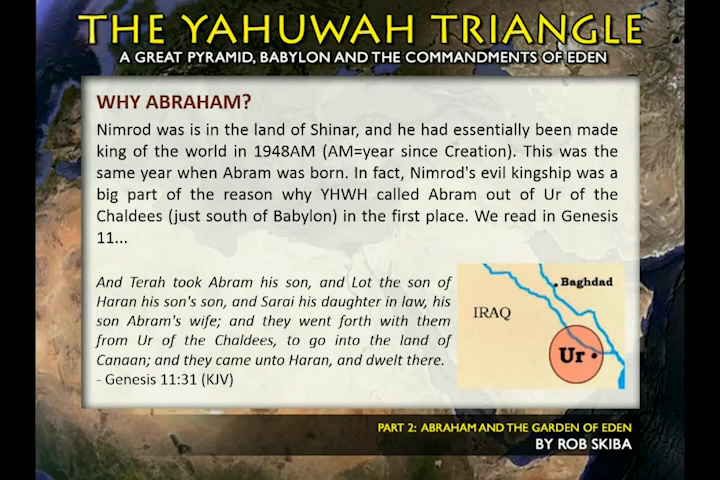 THE YAHUWAH TRIANGLE
A GREAT PYRAMID, BABYLON AND THE COMMANDMENTS OF EDEN
WHY ABRAHAM?
Nimrod was is in the land of Shinar, and he had essentially been made
king of the world in 1948AM (AM=year since Creation). This was the
same year when Abram was born. In fact, Nimrod's evil kingship was a
big part of the reason why YHWH called Abram out of Ur of the
Chaldees (just south of Babylon) in the first place. We read in Genesis
11...
And Terah took Abram his son, and Lot the son of
Haran his son's son, and Sarai his daughter in law, his
son Abram's wife; and they went forth with them
from Ur of the Chaldees, to go into the land of
Canaan; and they came unto Haran, and dwelt there.
- Genesis 11:31 (KJV)
Baghdad
IRAQ
Ur
PART 2: ABRAHAM AND THE GARDEN OF EDEN
BY ROB SKIBA